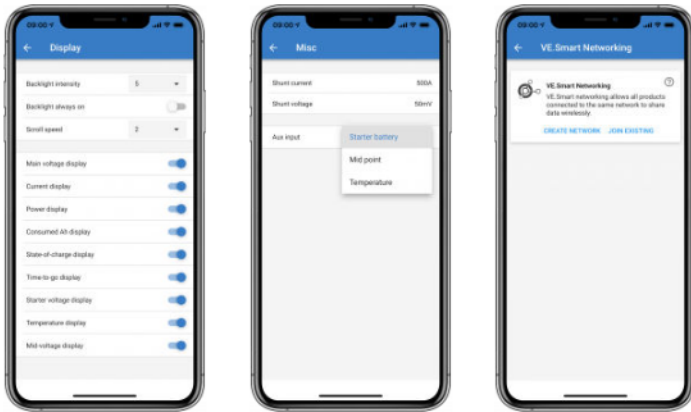 09:00
Display
Backlight intensity 5
Backlight always on
Scroll speed 2
Main voltage display
Current display
Power display
Consumed Ah display
State-of-charge display
Time-to-go display
Starter voltage display
Temperature display
Mid-voltage display
09:00
Misc
Shunt current 500A
Shunt voltage 50mV
Aux input Starter battery
Mid point
Temperature
09:00
VE.Smart Networking
VE.Smart Networking
VE.Smart networking allows all products
connected to the same network to share
data wirelessly.
CREATE NETWORK JOIN EXISTING